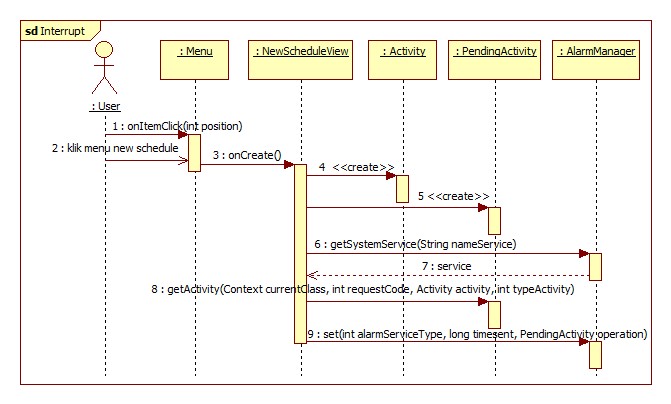 sd Interrupt
: Menu
: NewScheduleView
: Activity
: PendingActivity
: AlarmManager
: User
1 : onItemClick(int position)
2 : klik menu new schedule
3 : onCreate()
4 <<create>>
5 <<create>>
6 : getSystemService(String nameService)
7 : service
8 : getActivity(Context currentClass, int requestCode, Activity activity, int typeActivity)
9 : set(int alarmServiceType, long timesent, PendingActivity operation)